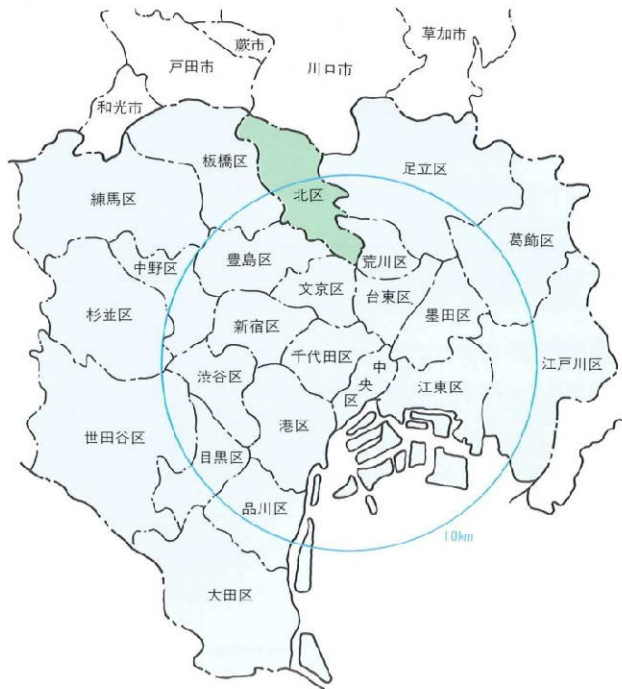 蕨市
草加市
戸田市
川口市
和光市
板橋区
足立区
練馬区
北区
葛飾区
豊島区
荒川区
中野区
文京区
台東区
杉並区
新宿区
墨田区
千代田区
中央区
江戸川区
渋谷区
江東区
世田谷区
目黒区
港区
品川区
10km
大田区